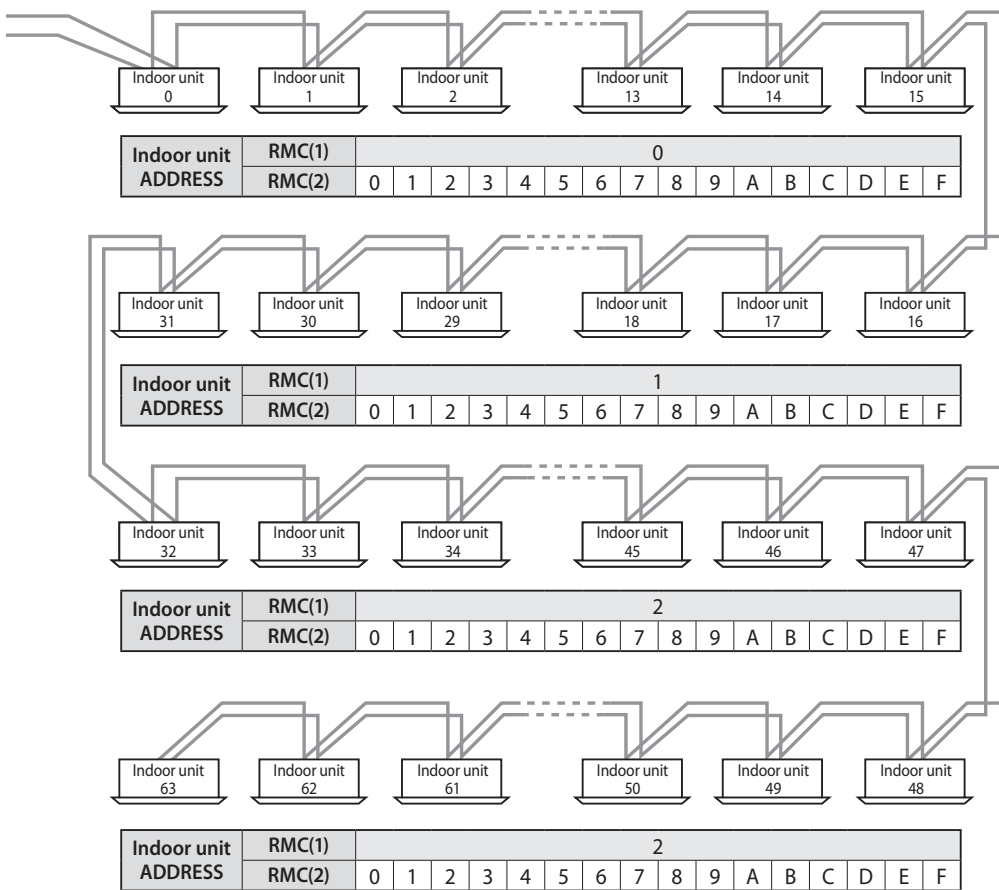 Indoor unit Indoor unit Indoor unit Indoor unit Indoor unit Indoor unit
0 1 2 13 14 15
Indoor unit RMC(1) 0
ADDRESS RMC(2) 0 1 2 3 4 5 6 7 8 9 A B C D E F
Indoor unit Indoor unit Indoor unit Indoor unit Indoor unit Indoor unit
31 30 29 18 17 16
Indoor unit RMC(1) 1
ADDRESS RMC(2) 0 1 2 3 4 5 6 7 8 9 A B C D E F
Indoor unit Indoor unit Indoor unit Indoor unit Indoor unit Indoor unit
32 33 34 45 46 47
Indoor unit RMC(1) 2
ADDRESS RMC(2) 0 1 2 3 4 5 6 7 8 9 A B C D E F
Indoor unit Indoor unit Indoor unit Indoor unit Indoor unit Indoor unit
63 62 61 50 49 48
Indoor unit RMC(1) 2
ADDRESS RMC(2) 0 1 2 3 4 5 6 7 8 9 A B C D E F